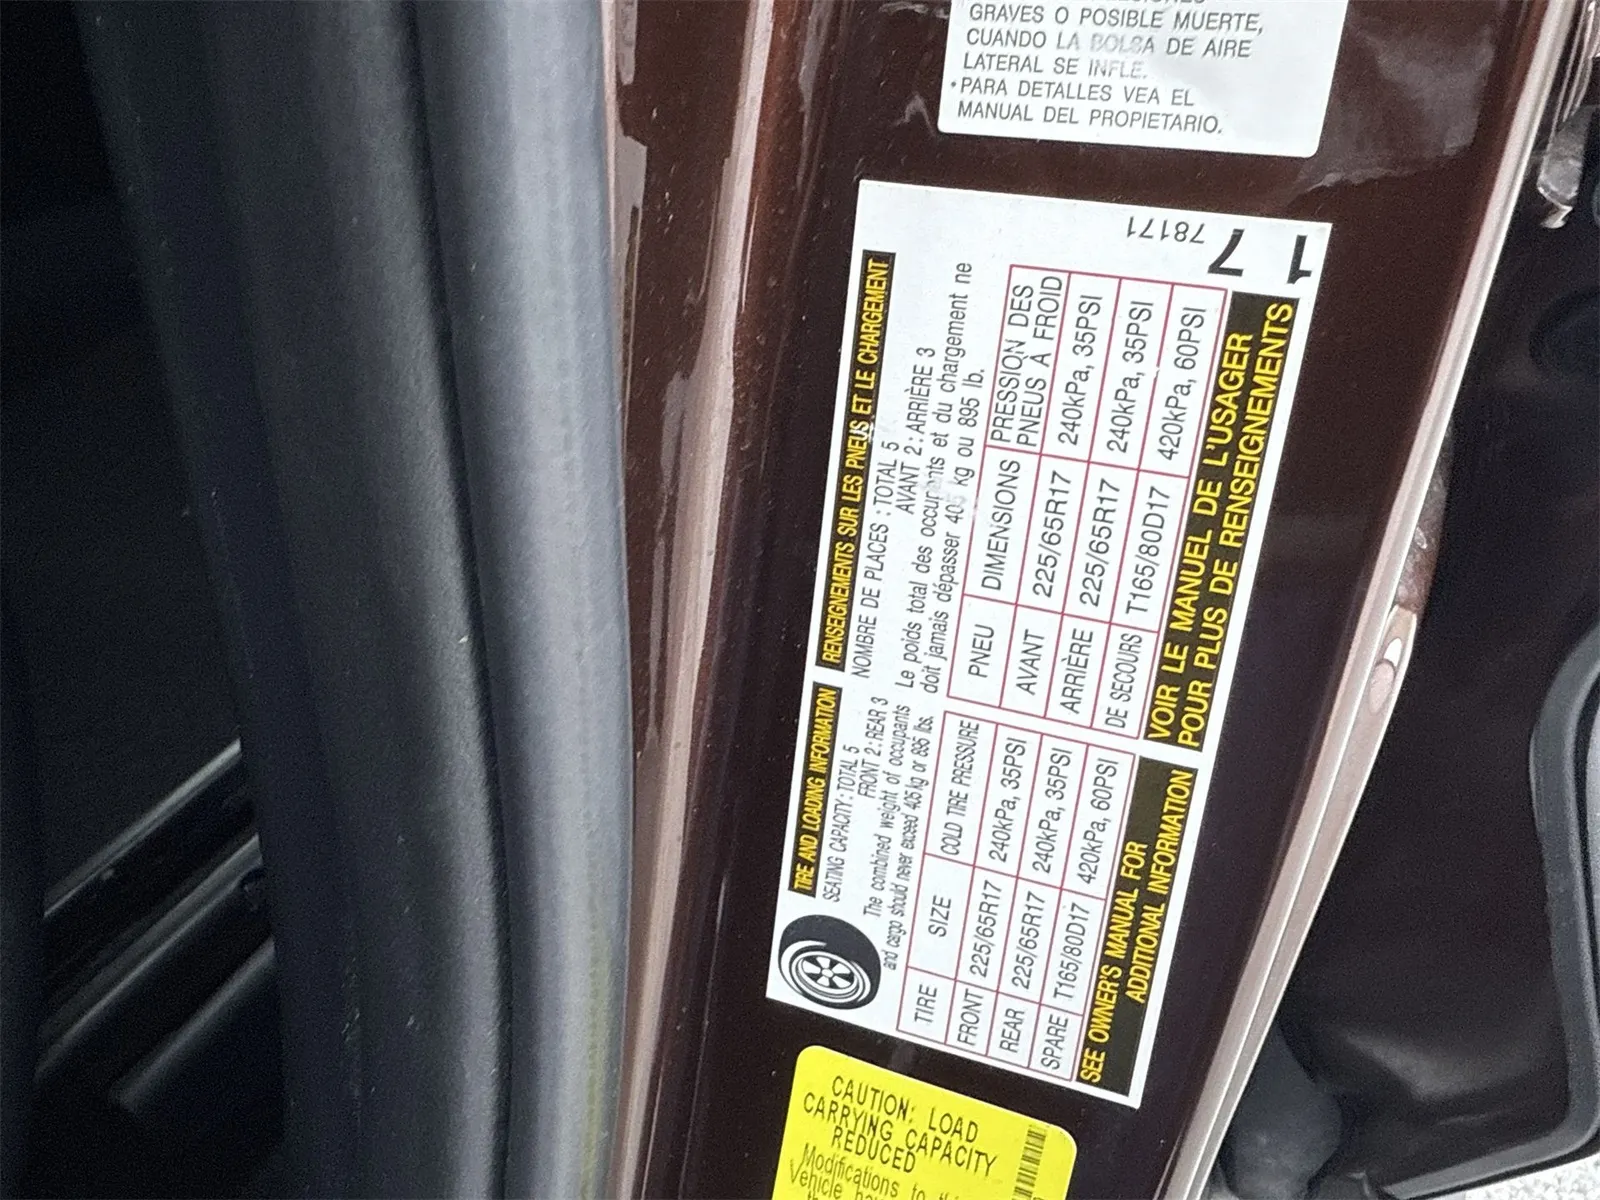 GRAVES O POSIBLE MUERTE,
CUANDO LA BOLSA DE AIRE
LATERAL SE INFLE.
•PARA DETALLES VEA EL
MANUAL DEL PROPIETARIO.
78171
17
TIRE AND LOADING INFORMATION
SEATING CAPACITY : TOTAL 5
FRONT 2 : REAR 3
The combined weight of occupants
and cargo should never exceed 405 kg or 895 lbs.
TIRE SIZE COLD TIRE PRESSURE
FRONT 225/65R17 240kPa, 35PSI
REAR 225/65R17 240kPa, 35PSI
SPARE T165/80D17 420kPa, 60PSI
SEE OWNER'S MANUAL FOR
ADDITIONAL INFORMATION
RENSEIGNEMENTS SUR LES PNEUS ET LE CHARGEMENT
NOMBRE DE PLACES : TOTAL 5
AVANT 2 : ARRIÈRE 3
Le poids total des occupants et du chargement ne
doit jamais dépasser 405 kg ou 895 lb.
PNEU DIMENSIONS PRESSION DES
PNEUS À FROID
AVANT 225/65R17 240kPa, 35PSI
ARRIÈRE 225/65R17 240kPa, 35PSI
DE SECOURS T165/80D17 420kPa, 60PSI
VOIR LE MANUEL DE L'USAGER
POUR PLUS DE RENSEIGNEMENTS
CAUTION: LOAD
CARRYING CAPACITY
REDUCED
Modifications to
Vehicle